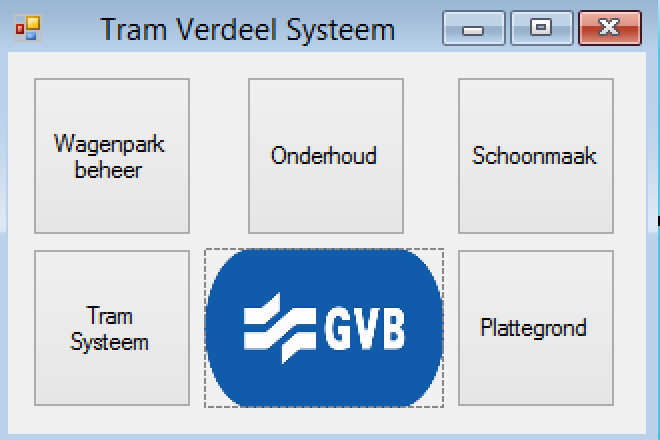 Tram Verdeel Systeem
Wagenpark
beheer
Onderhoud
Schoonmaak
Tram
Systeem
GVB
Plattegrond